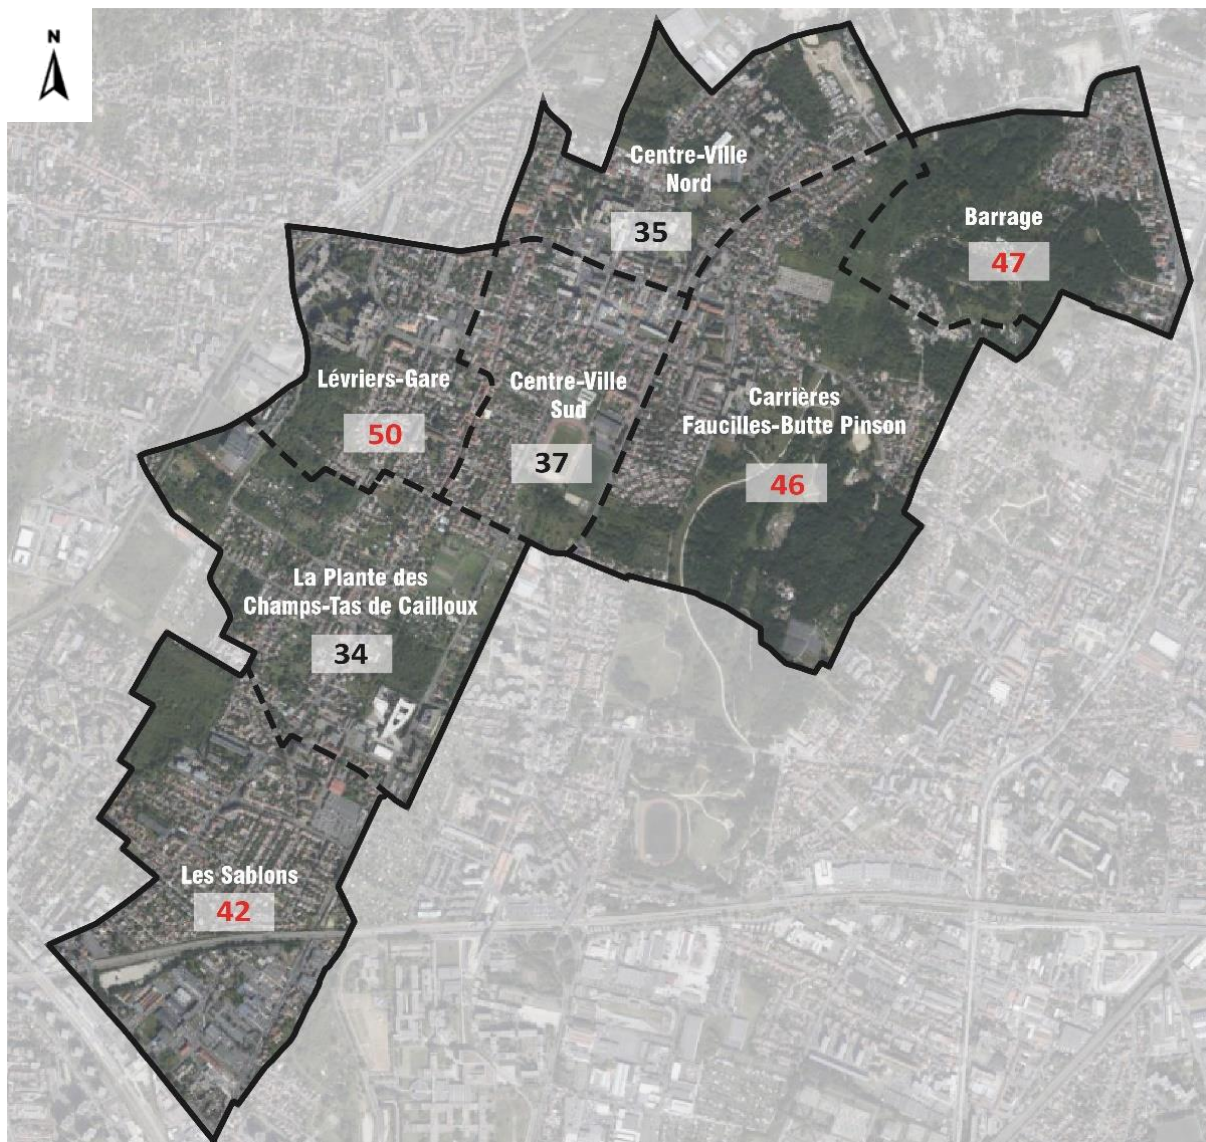 N
Centre-Ville
Nord
35
Barrage
47
Lévriers-Gare
50
Centre-Ville
Sud
37
Carrières
Faucilles-Butte Pinson
46
La Plante des
Champs-Tas de Cailloux
34
Les Sablons
42